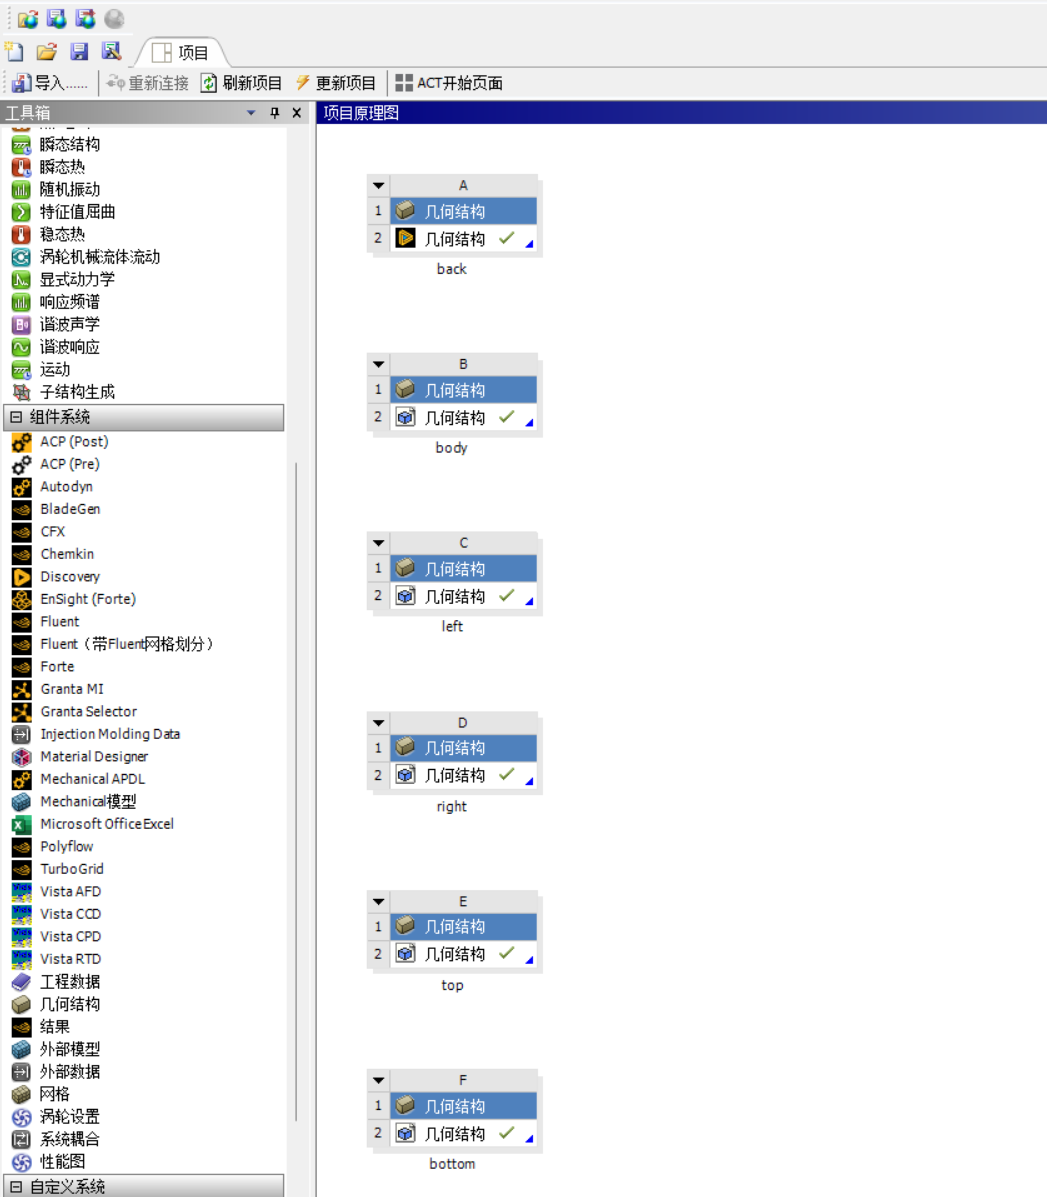 项目
导入...... 重新连接 刷新项目 更新项目 ACT开始页面
工具箱
瞬态结构
瞬态热
随机振动
特征值屈曲
稳态热
涡轮机械流体流动
显式动力学
响应频谱
谐波声学
谐波响应
运动
子结构生成
组件系统
ACP (Post)
ACP (Pre)
Autodyn
BladeGen
CFX
Chemkin
Discovery
EnSight (Forte)
Fluent
Fluent（带Fluent网格划分）
Forte
Granta MI
Granta Selector
Injection Molding Data
Material Designer
Mechanical APDL
Mechanical模型
Microsoft Office Excel
Polyflow
TurboGrid
Vista AFD
Vista CCD
Vista CPD
Vista RTD
工程数据
几何结构
结果
外部模型
外部数据
网格
涡轮设置
系统耦合
性能图
自定义系统
项目原理图
A
1 几何结构
2 几何结构
back
B
1 几何结构
2 几何结构
body
C
1 几何结构
2 几何结构
left
D
1 几何结构
2 几何结构
right
E
1 几何结构
2 几何结构
top
F
1 几何结构
2 几何结构
bottom